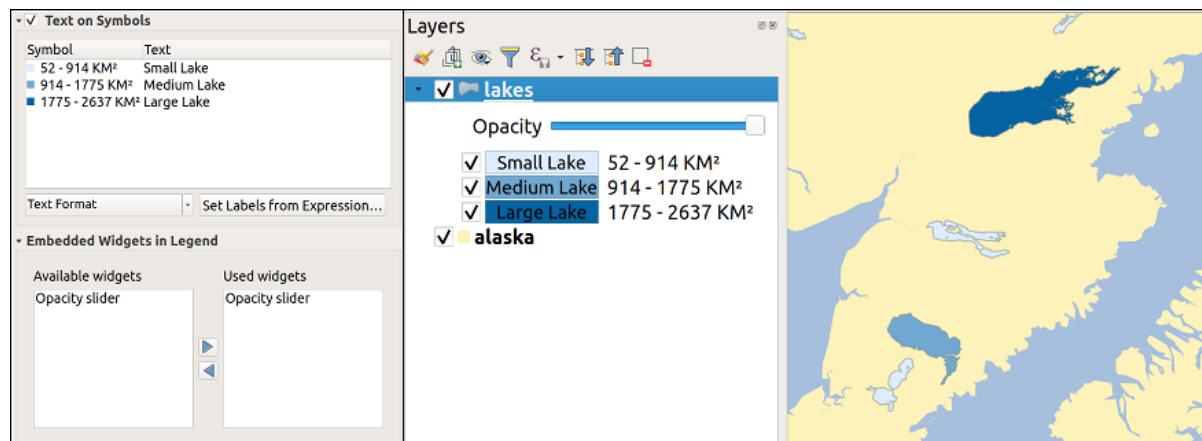 Text on Symbols
Symbol Text
52 - 914 KM² Small Lake
914 - 1775 KM² Medium Lake
1775 - 2637 KM² Large Lake
Text Format
Set Labels from Expression...
Embedded Widgets in Legend
Available widgets
Opacity slider
Used widgets
Opacity slider
Layers
lakes
Opacity
Small Lake 52 - 914 KM²
Medium Lake 914 - 1775 KM²
Large Lake 1775 - 2637 KM²
alaska